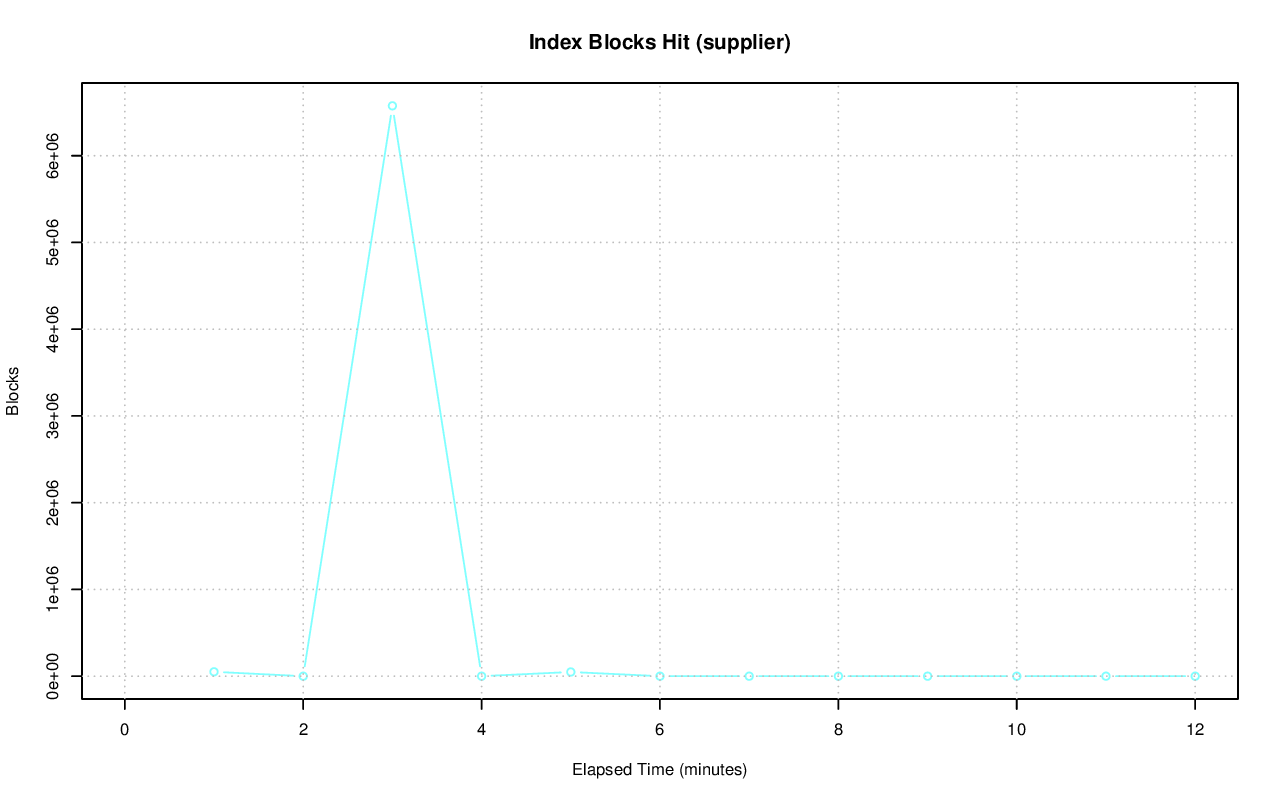 Index Blocks Hit (supplier)
6e+06
5e+06
4e+06
3e+06
2e+06
1e+06
0e+00
Blocks
0 2 4 6 8 10 12
Elapsed Time (minutes)